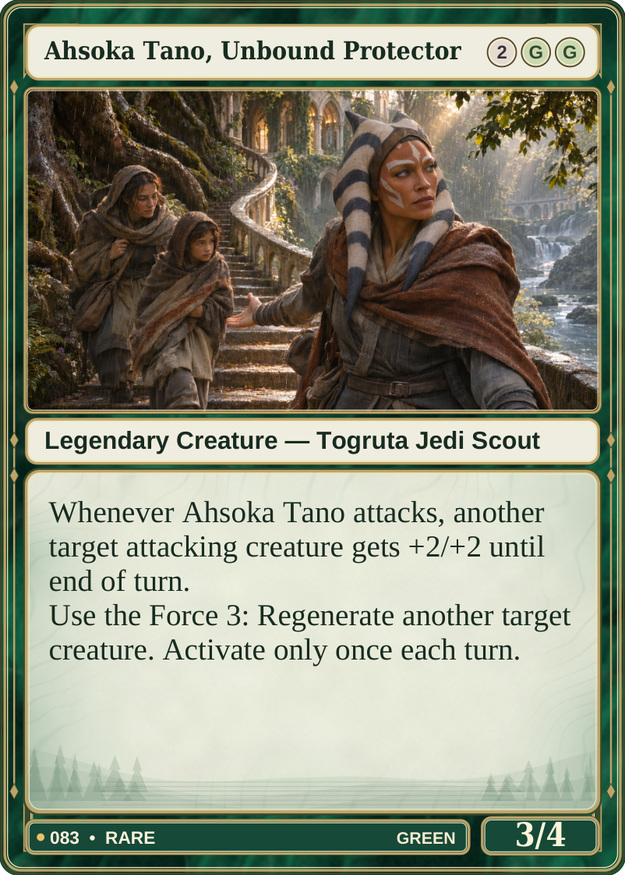 Ahsoka Tano, Unbound Protector 2 G G
Legendary Creature — Togruta Jedi Scout
Whenever Ahsoka Tano attacks, another
target attacking creature gets +2/+2 until
end of turn.
Use the Force 3: Regenerate another target
creature. Activate only once each turn.
083 • RARE GREEN 3/4